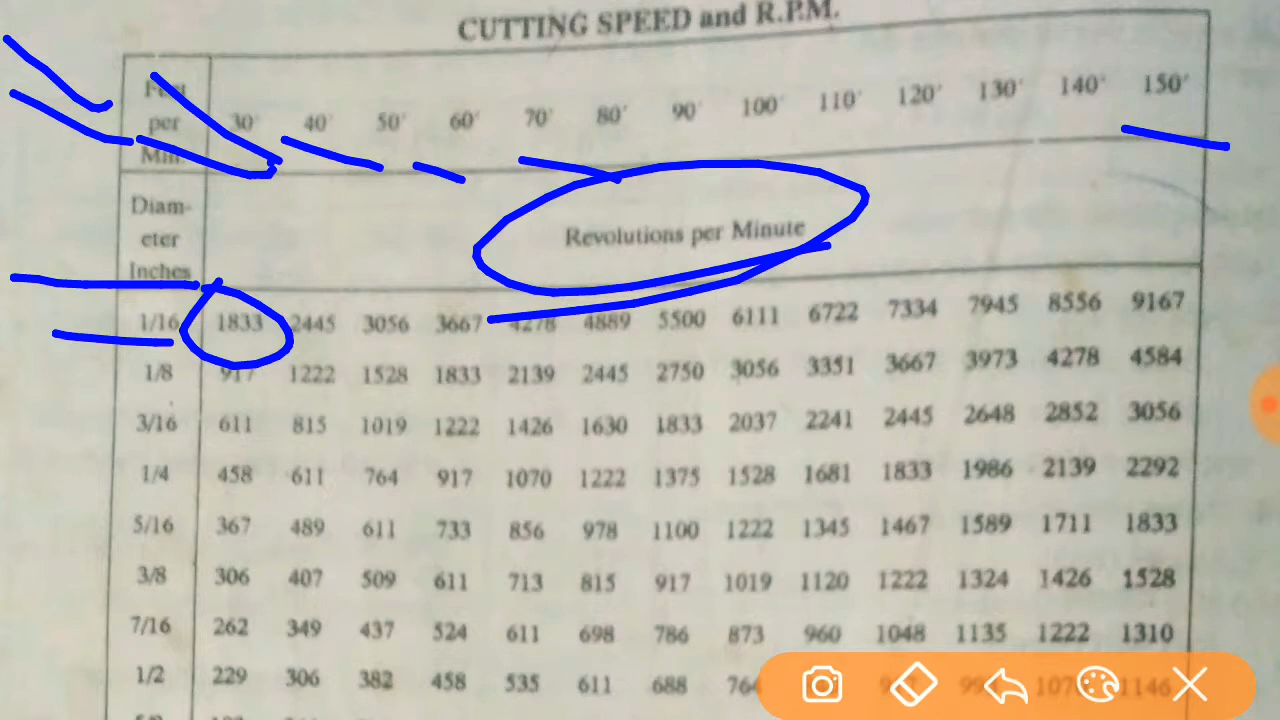 CUTTING SPEED and R.P.M.
Feet
per 30′ 40′ 50′ 60′ 70′ 80′ 90′ 100′ 110′ 120′ 130′ 140′ 150′
Min.
Diam-
eter Revolutions per Minute
Inches
1/16 1833 2445 3056 3667 4278 4889 5500 6111 6722 7334 7945 8556 9167
1/8 917 1222 1528 1833 2139 2445 2750 3056 3351 3667 3973 4278 4584
3/16 611 815 1019 1222 1426 1630 1833 2037 2241 2445 2648 2852 3056
1/4 458 611 764 917 1070 1222 1375 1528 1681 1833 1986 2139 2292
5/16 367 489 611 733 856 978 1100 1222 1345 1467 1589 1711 1833
3/8 306 407 509 611 713 815 917 1019 1120 1222 1324 1426 1528
7/16 262 349 437 524 611 698 786 873 960 1048 1135 1222 1310
1/2 229 306 382 458 535 611 688 764 1146